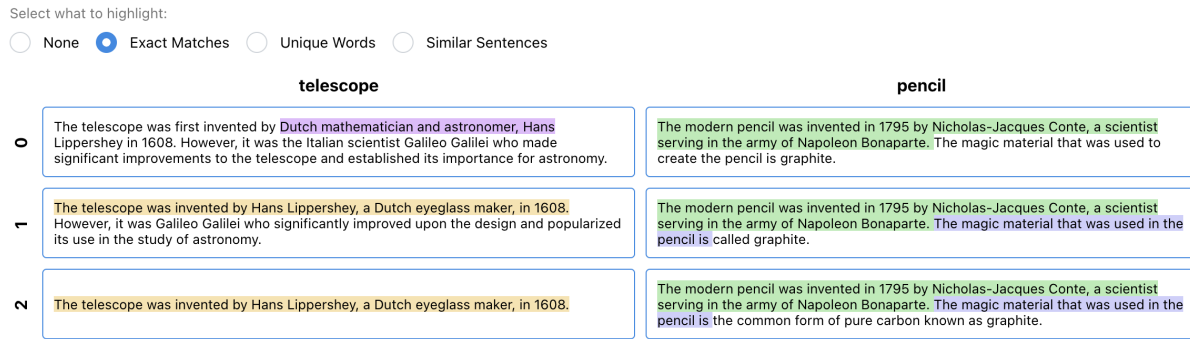 Select what to highlight:
None Exact Matches Unique Words Similar Sentences
telescope pencil
0
The telescope was first invented by Dutch mathematician and astronomer, Hans
Lippershey in 1608. However, it was the Italian scientist Galileo Galilei who made
significant improvements to the telescope and established its importance for astronomy.
The modern pencil was invented in 1795 by Nicholas-Jacques Conte, a scientist
serving in the army of Napoleon Bonaparte. The magic material that was used to
create the pencil is graphite.
1
The telescope was invented by Hans Lippershey, a Dutch eyeglass maker, in 1608.
However, it was Galileo Galilei who significantly improved upon the design and popularized
its use in the study of astronomy.
The modern pencil was invented in 1795 by Nicholas-Jacques Conte, a scientist
serving in the army of Napoleon Bonaparte. The magic material that was used in the
pencil is called graphite.
2
The telescope was invented by Hans Lippershey, a Dutch eyeglass maker, in 1608.
The modern pencil was invented in 1795 by Nicholas-Jacques Conte, a scientist
serving in the army of Napoleon Bonaparte. The magic material that was used in the
pencil is the common form of pure carbon known as graphite.